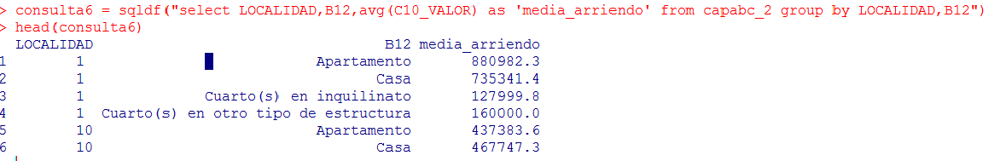 > consulta6 = sqldf("select LOCALIDAD,B12,avg(C10_VALOR) as 'media_arriendo' from capabc_2 group by LOCALIDAD,B12")
> head(consulta6)
  LOCALIDAD                                  B12 media_arriendo
1         1                          Apartamento       880982.3
2         1                                 Casa       735341.4
3         1             Cuarto(s) en inquilinato       127999.8
4         1 Cuarto(s) en otro tipo de estructura       160000.0
5        10                          Apartamento       437383.6
6        10                                 Casa       467747.3